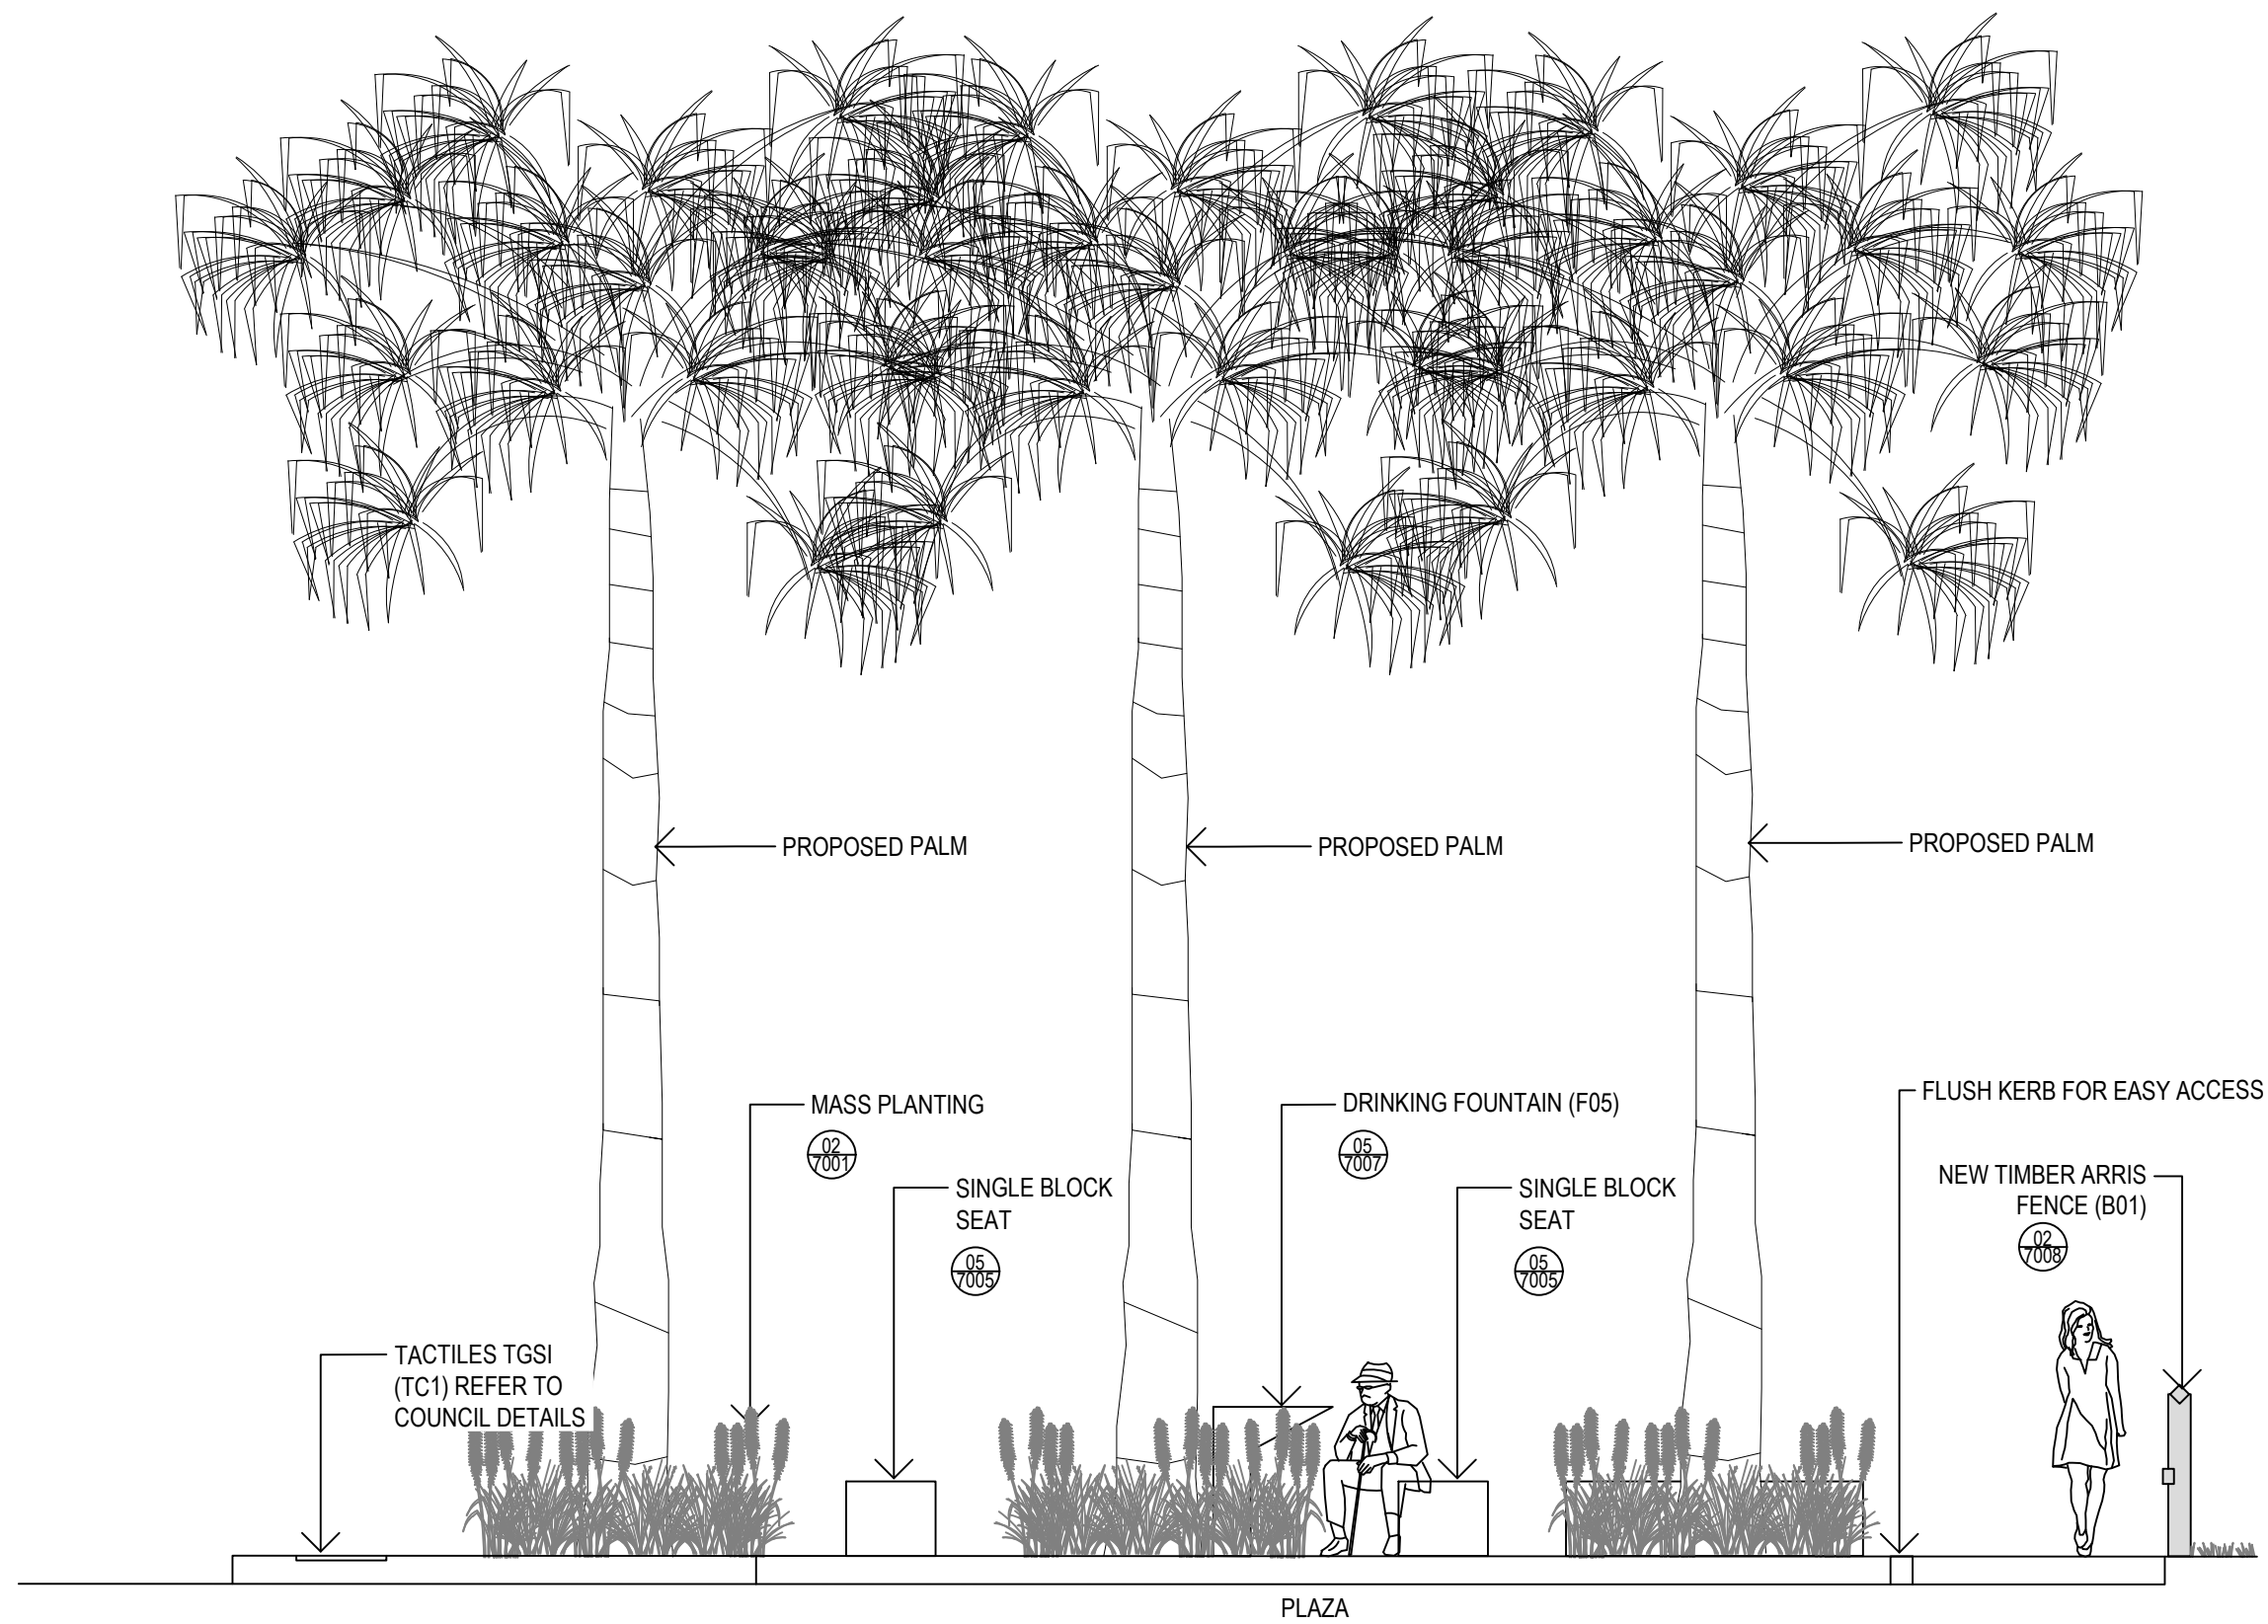 PROPOSED PALM
PROPOSED PALM
PROPOSED PALM
MASS PLANTING
02
7001
SINGLE BLOCK
SEAT
05
7005
DRINKING FOUNTAIN (F05)
05
7007
SINGLE BLOCK
SEAT
05
7005
FLUSH KERB FOR EASY ACCESS
NEW TIMBER ARRIS
FENCE (B01)
02
7008
TACTILES TGSI
(TC1) REFER TO
COUNCIL DETAILS
PLAZA